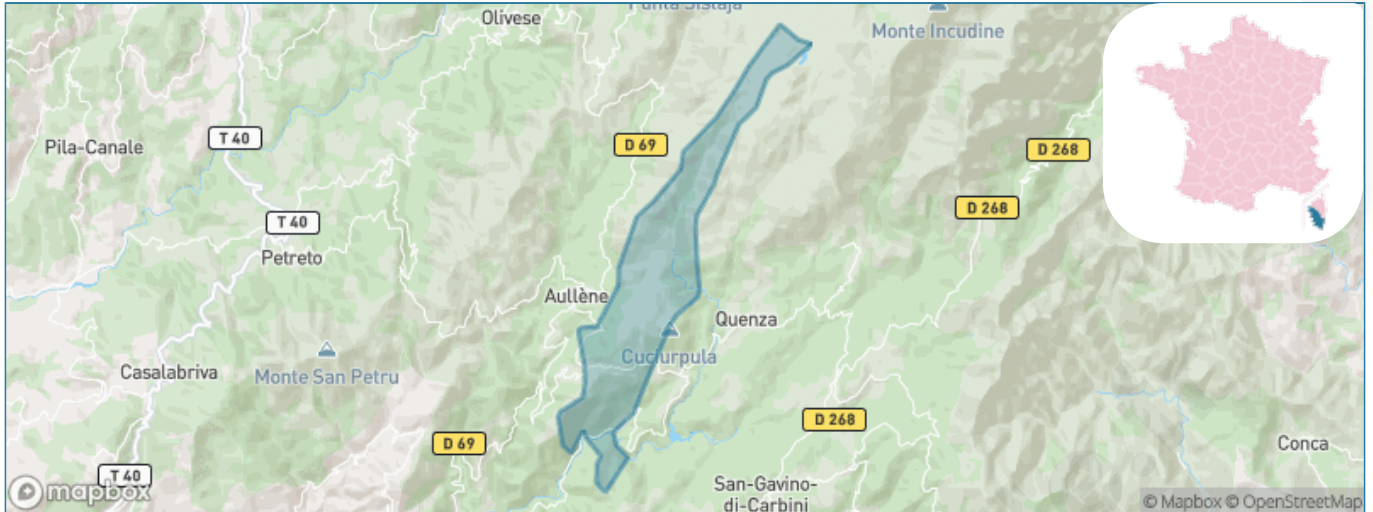 Punta Sistaja
Olivese
Monte Incudine
T 40
D 69
Pila-Canale
D 268
D 268
T 40
Petreto
Aullène
Quenza
Cuciurpula
Casalabriva
Monte San Petru
D 268
D 69
Conca
T 40
mapbox
San-Gavino-
di-Carbini
© Mapbox © OpenStreetMap